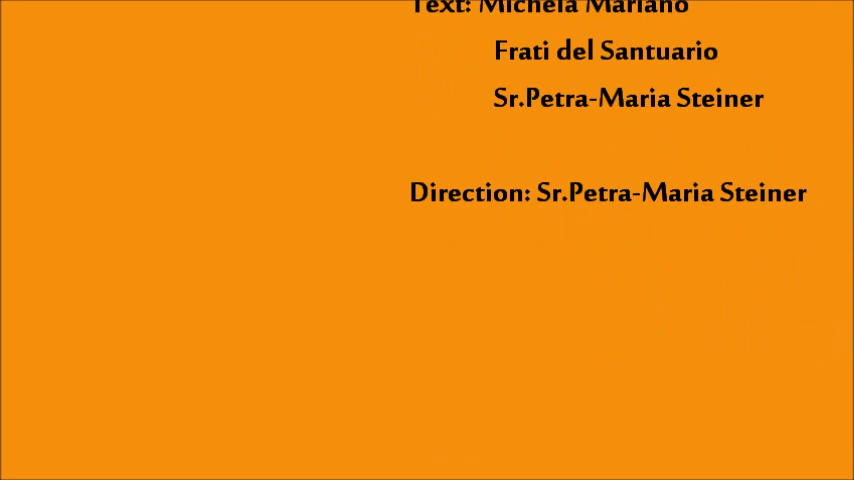 Text: Michela Mariano
Frati del Santuario
Sr.Petra-Maria Steiner
Direction: Sr.Petra-Maria Steiner